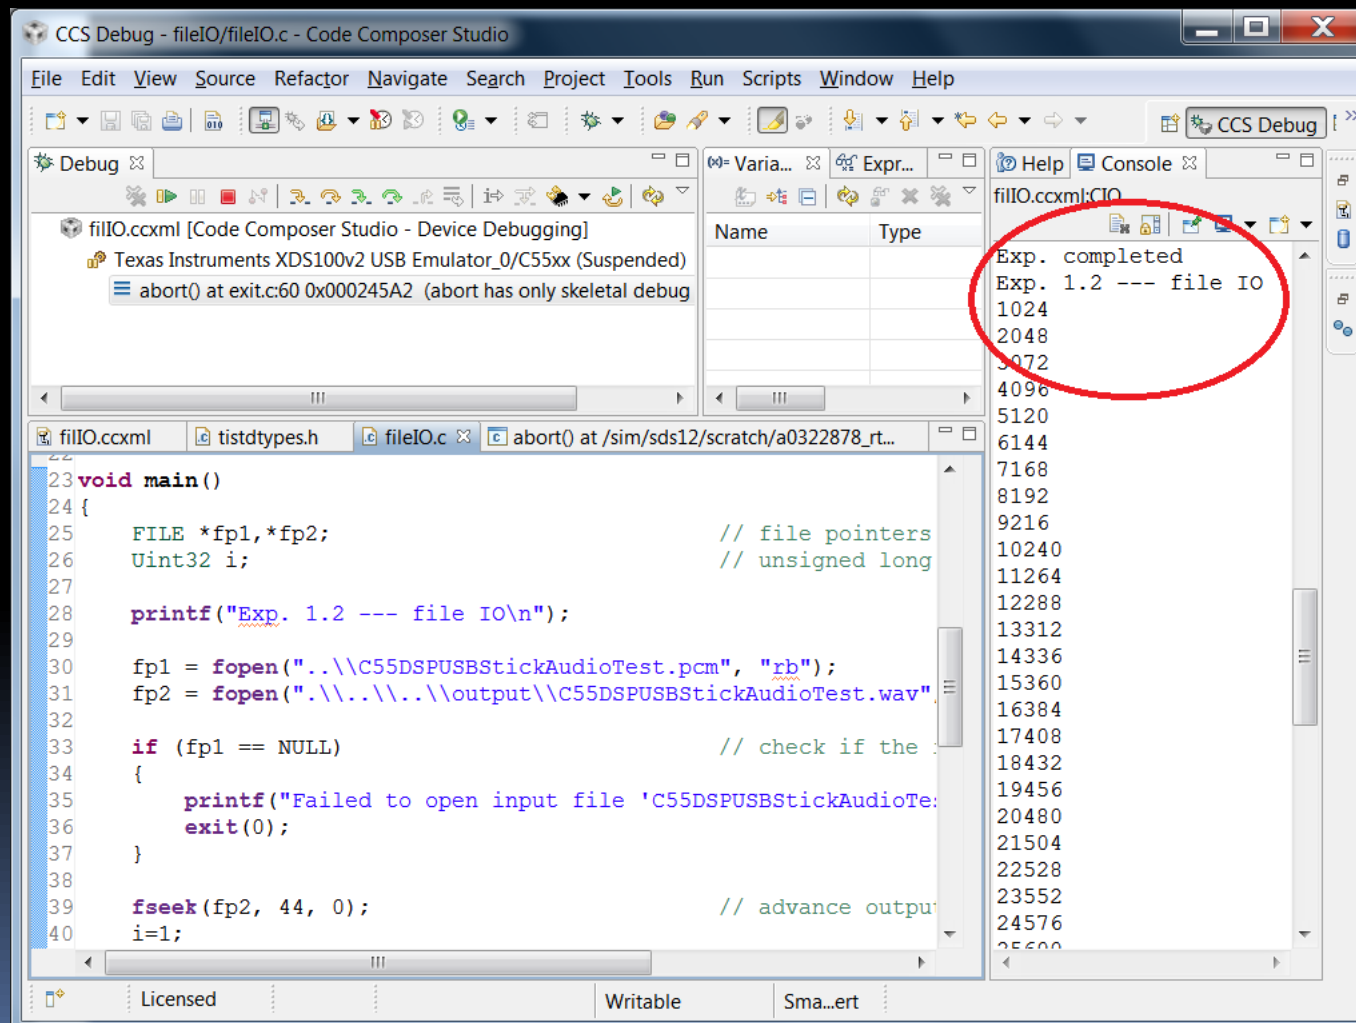 CCS Debug - fileIO/fileIO.c - Code Composer Studio
File Edit View Source Refactor Navigate Search Project Tools Run Scripts Window Help
CCS Debug
Debug
filIO.ccxml [Code Composer Studio - Device Debugging]
Texas Instruments XDS100v2 USB Emulator_0/C55xx (Suspended)
abort() at exit.c:60 0x000245A2 (abort has only skeletal debug
(x)= Varia... Expr...
Name Type
Help Console
filIO.ccxml:CIO
Exp. completed
Exp. 1.2 --- file IO
1024
2048
3072
4096
5120
6144
7168
8192
9216
10240
11264
12288
13312
14336
15360
16384
17408
18432
19456
20480
21504
22528
23552
24576
25600
filIO.ccxml tistdtypes.h fileIO.c abort() at /sim/sds12/scratch/a0322878_rt...
22
23 void main()
24 {
25 FILE *fp1,*fp2; // file pointers
26 Uint32 i; // unsigned long
27
28 printf("Exp. 1.2 --- file IO\n");
29
30 fp1 = fopen("..\\C55DSPUSBStickAudioTest.pcm", "rb");
31 fp2 = fopen(".\\..\\..\\output\\C55DSPUSBStickAudioTest.wav",
32
33 if (fp1 == NULL) // check if the
34 {
35 printf("Failed to open input file 'C55DSPUSBStickAudioTe
36 exit(0);
37 }
38
39 fseek(fp2, 44, 0); // advance outpu
40 i=1;
Licensed Writable Sma...ert